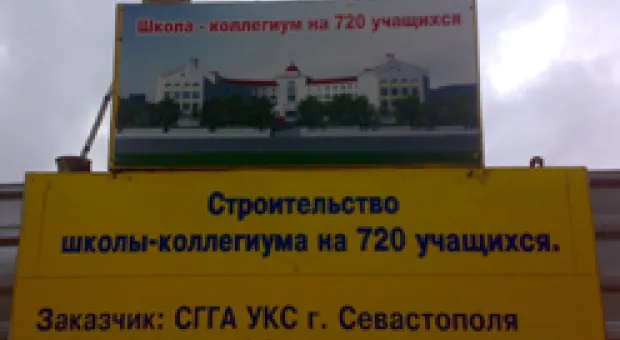 Школа - коллегиум на 720 учащихся
Строительство
школы-коллегиума на 720 учащихся.
Заказчик: СГГА УКС г. Севастополя